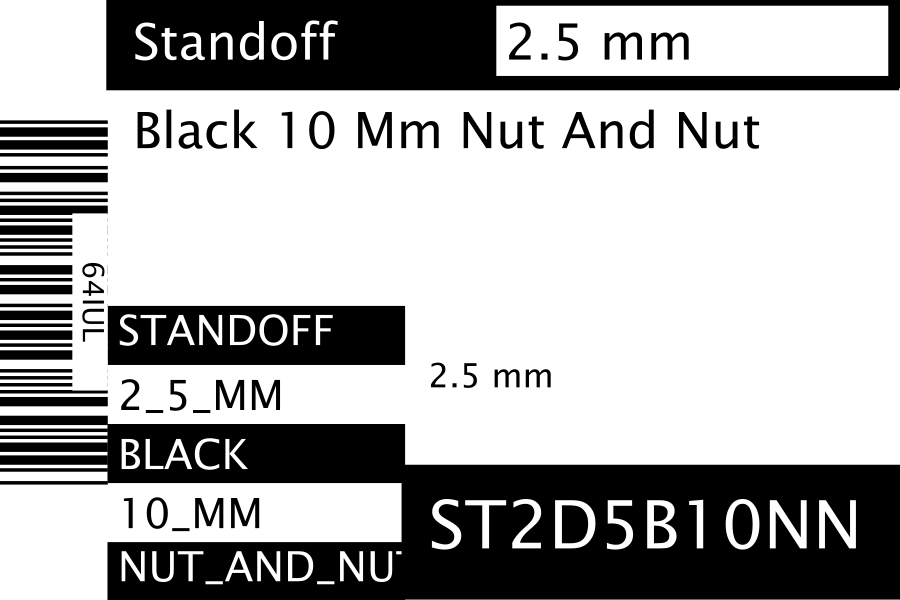 Standoff
2.5 mm
Black 10 Mm Nut And Nut
64IUL
STANDOFF
2_5_MM
BLACK
10_MM
NUT_AND_NUT
2.5 mm
ST2D5B10NN